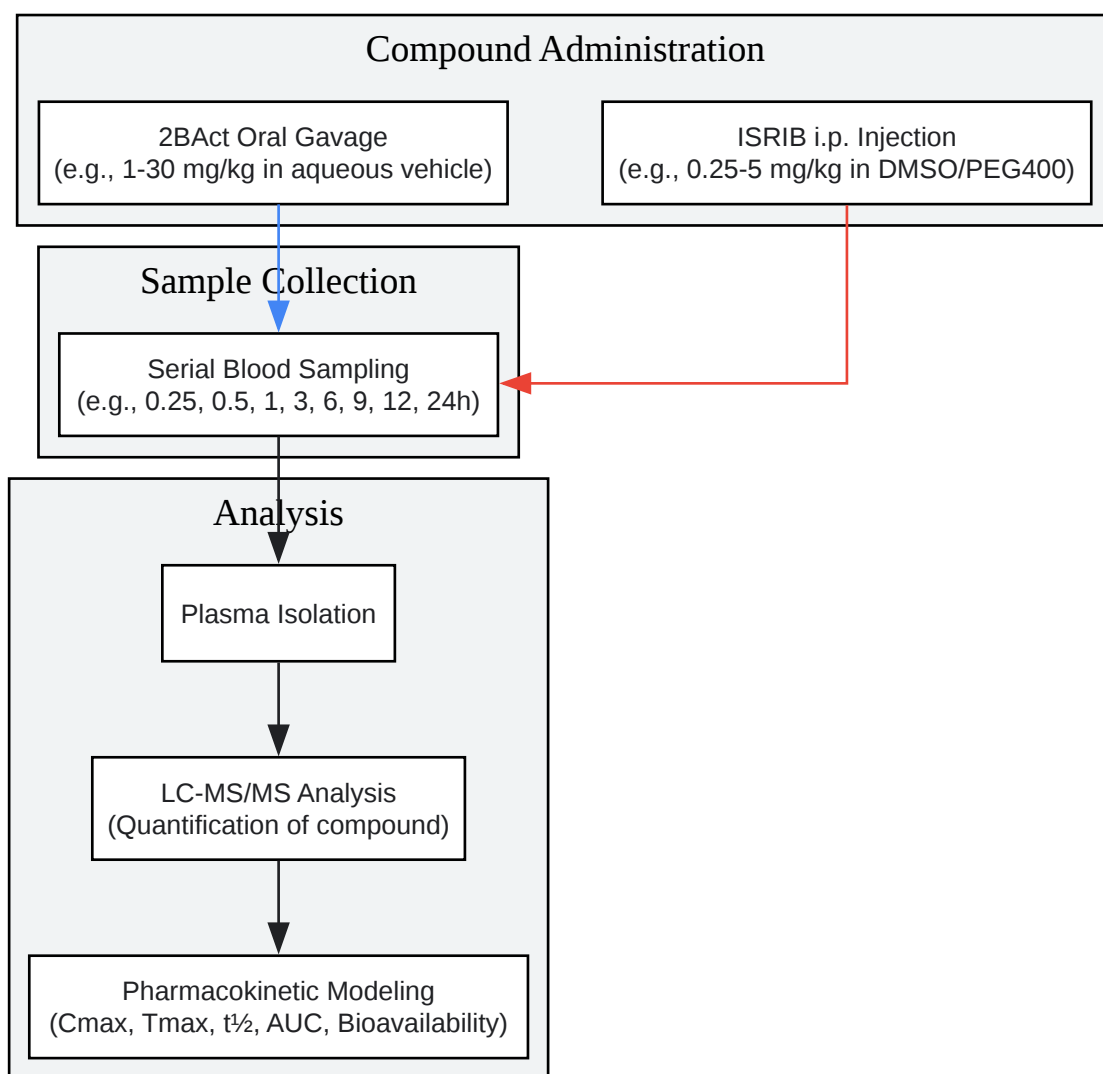 Compound Administration
2BAct Oral Gavage
(e.g., 1-30 mg/kg in aqueous vehicle)
ISRIB i.p. Injection
(e.g., 0.25-5 mg/kg in DMSO/PEG400)
Sample Collection
Serial Blood Sampling
(e.g., 0.25, 0.5, 1, 3, 6, 9, 12, 24h)
Analysis
Plasma Isolation
LC-MS/MS Analysis
(Quantification of compound)
Pharmacokinetic Modeling
(Cmax, Tmax, t½, AUC, Bioavailability)